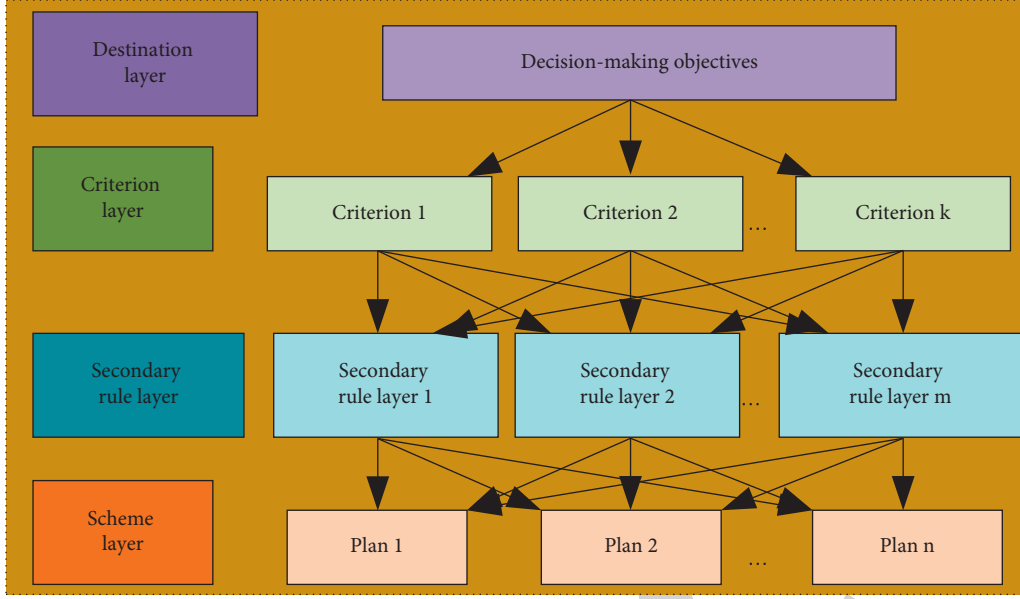 Destination
layer
Decision-making objectives
Criterion
layer
Criterion 1
Criterion 2
...
Criterion k
Secondary
rule layer
Secondary
rule layer 1
Secondary
rule layer 2
...
Secondary
rule layer m
Scheme
layer
Plan 1
Plan 2
...
Plan n